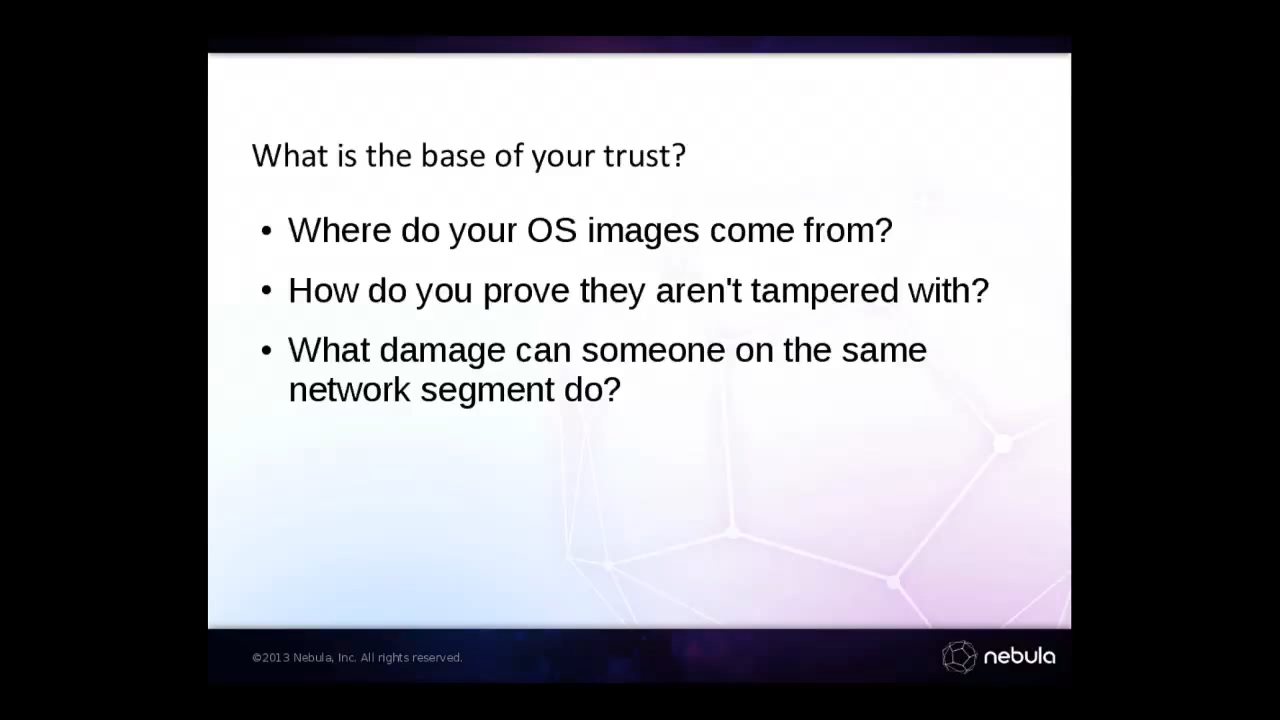 What is the base of your trust?
• Where do your OS images come from?
• How do you prove they aren't tampered with?
• What damage can someone on the same
network segment do?
©2013 Nebula, Inc. All rights reserved.
nebula